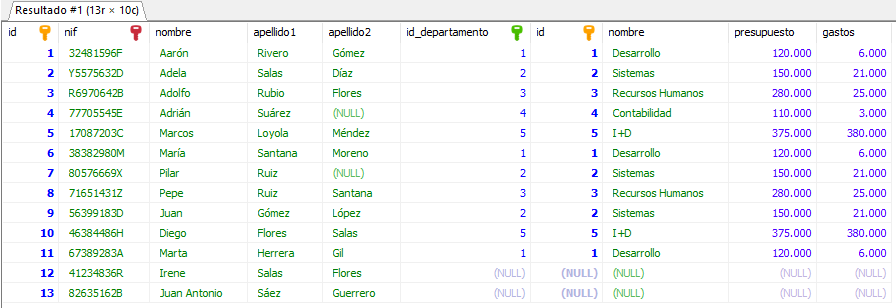 Resultado #1 (13r × 10c)
id nif nombre apellido1 apellido2 id_departamento id nombre presupuesto gastos
1 32481596F Aarón Rivero Gómez 1 1 Desarrollo 120.000 6.000
2 Y5575632D Adela Salas Díaz 2 2 Sistemas 150.000 21.000
3 R6970642B Adolfo Rubio Flores 3 3 Recursos Humanos 280.000 25.000
4 77705545E Adrián Suárez (NULL) 4 4 Contabilidad 110.000 3.000
5 17087203C Marcos Loyola Méndez 5 5 I+D 375.000 380.000
6 38382980M María Santana Moreno 1 1 Desarrollo 120.000 6.000
7 80576669X Pilar Ruiz (NULL) 2 2 Sistemas 150.000 21.000
8 71651431Z Pepe Ruiz Santana 3 3 Recursos Humanos 280.000 25.000
9 56399183D Juan Gómez López 2 2 Sistemas 150.000 21.000
10 46384486H Diego Flores Salas 5 5 I+D 375.000 380.000
11 67389283A Marta Herrera Gil 1 1 Desarrollo 120.000 6.000
12 41234836R Irene Salas Flores (NULL) (NULL) (NULL) (NULL) (NULL)
13 82635162B Juan Antonio Sáez Guerrero (NULL) (NULL) (NULL) (NULL) (NULL)